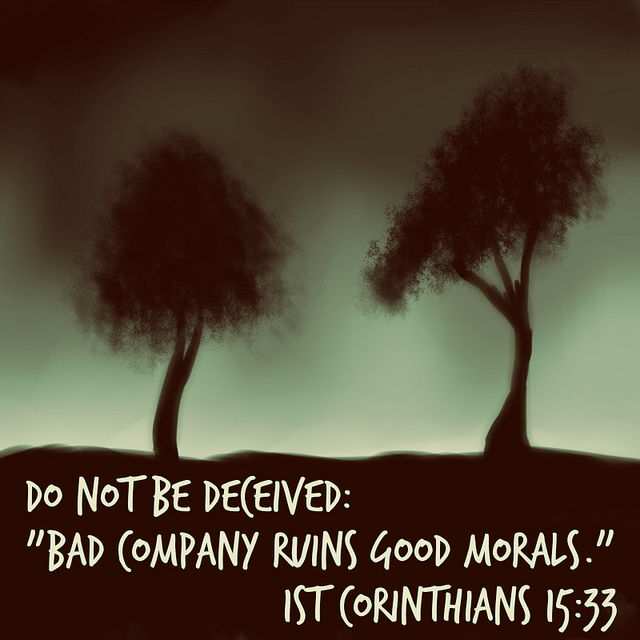 DO NOT BE DECEIVED:
"BAD COMPANY RUINS GOOD MORALS."
1ST CORINTHIANS 15:33